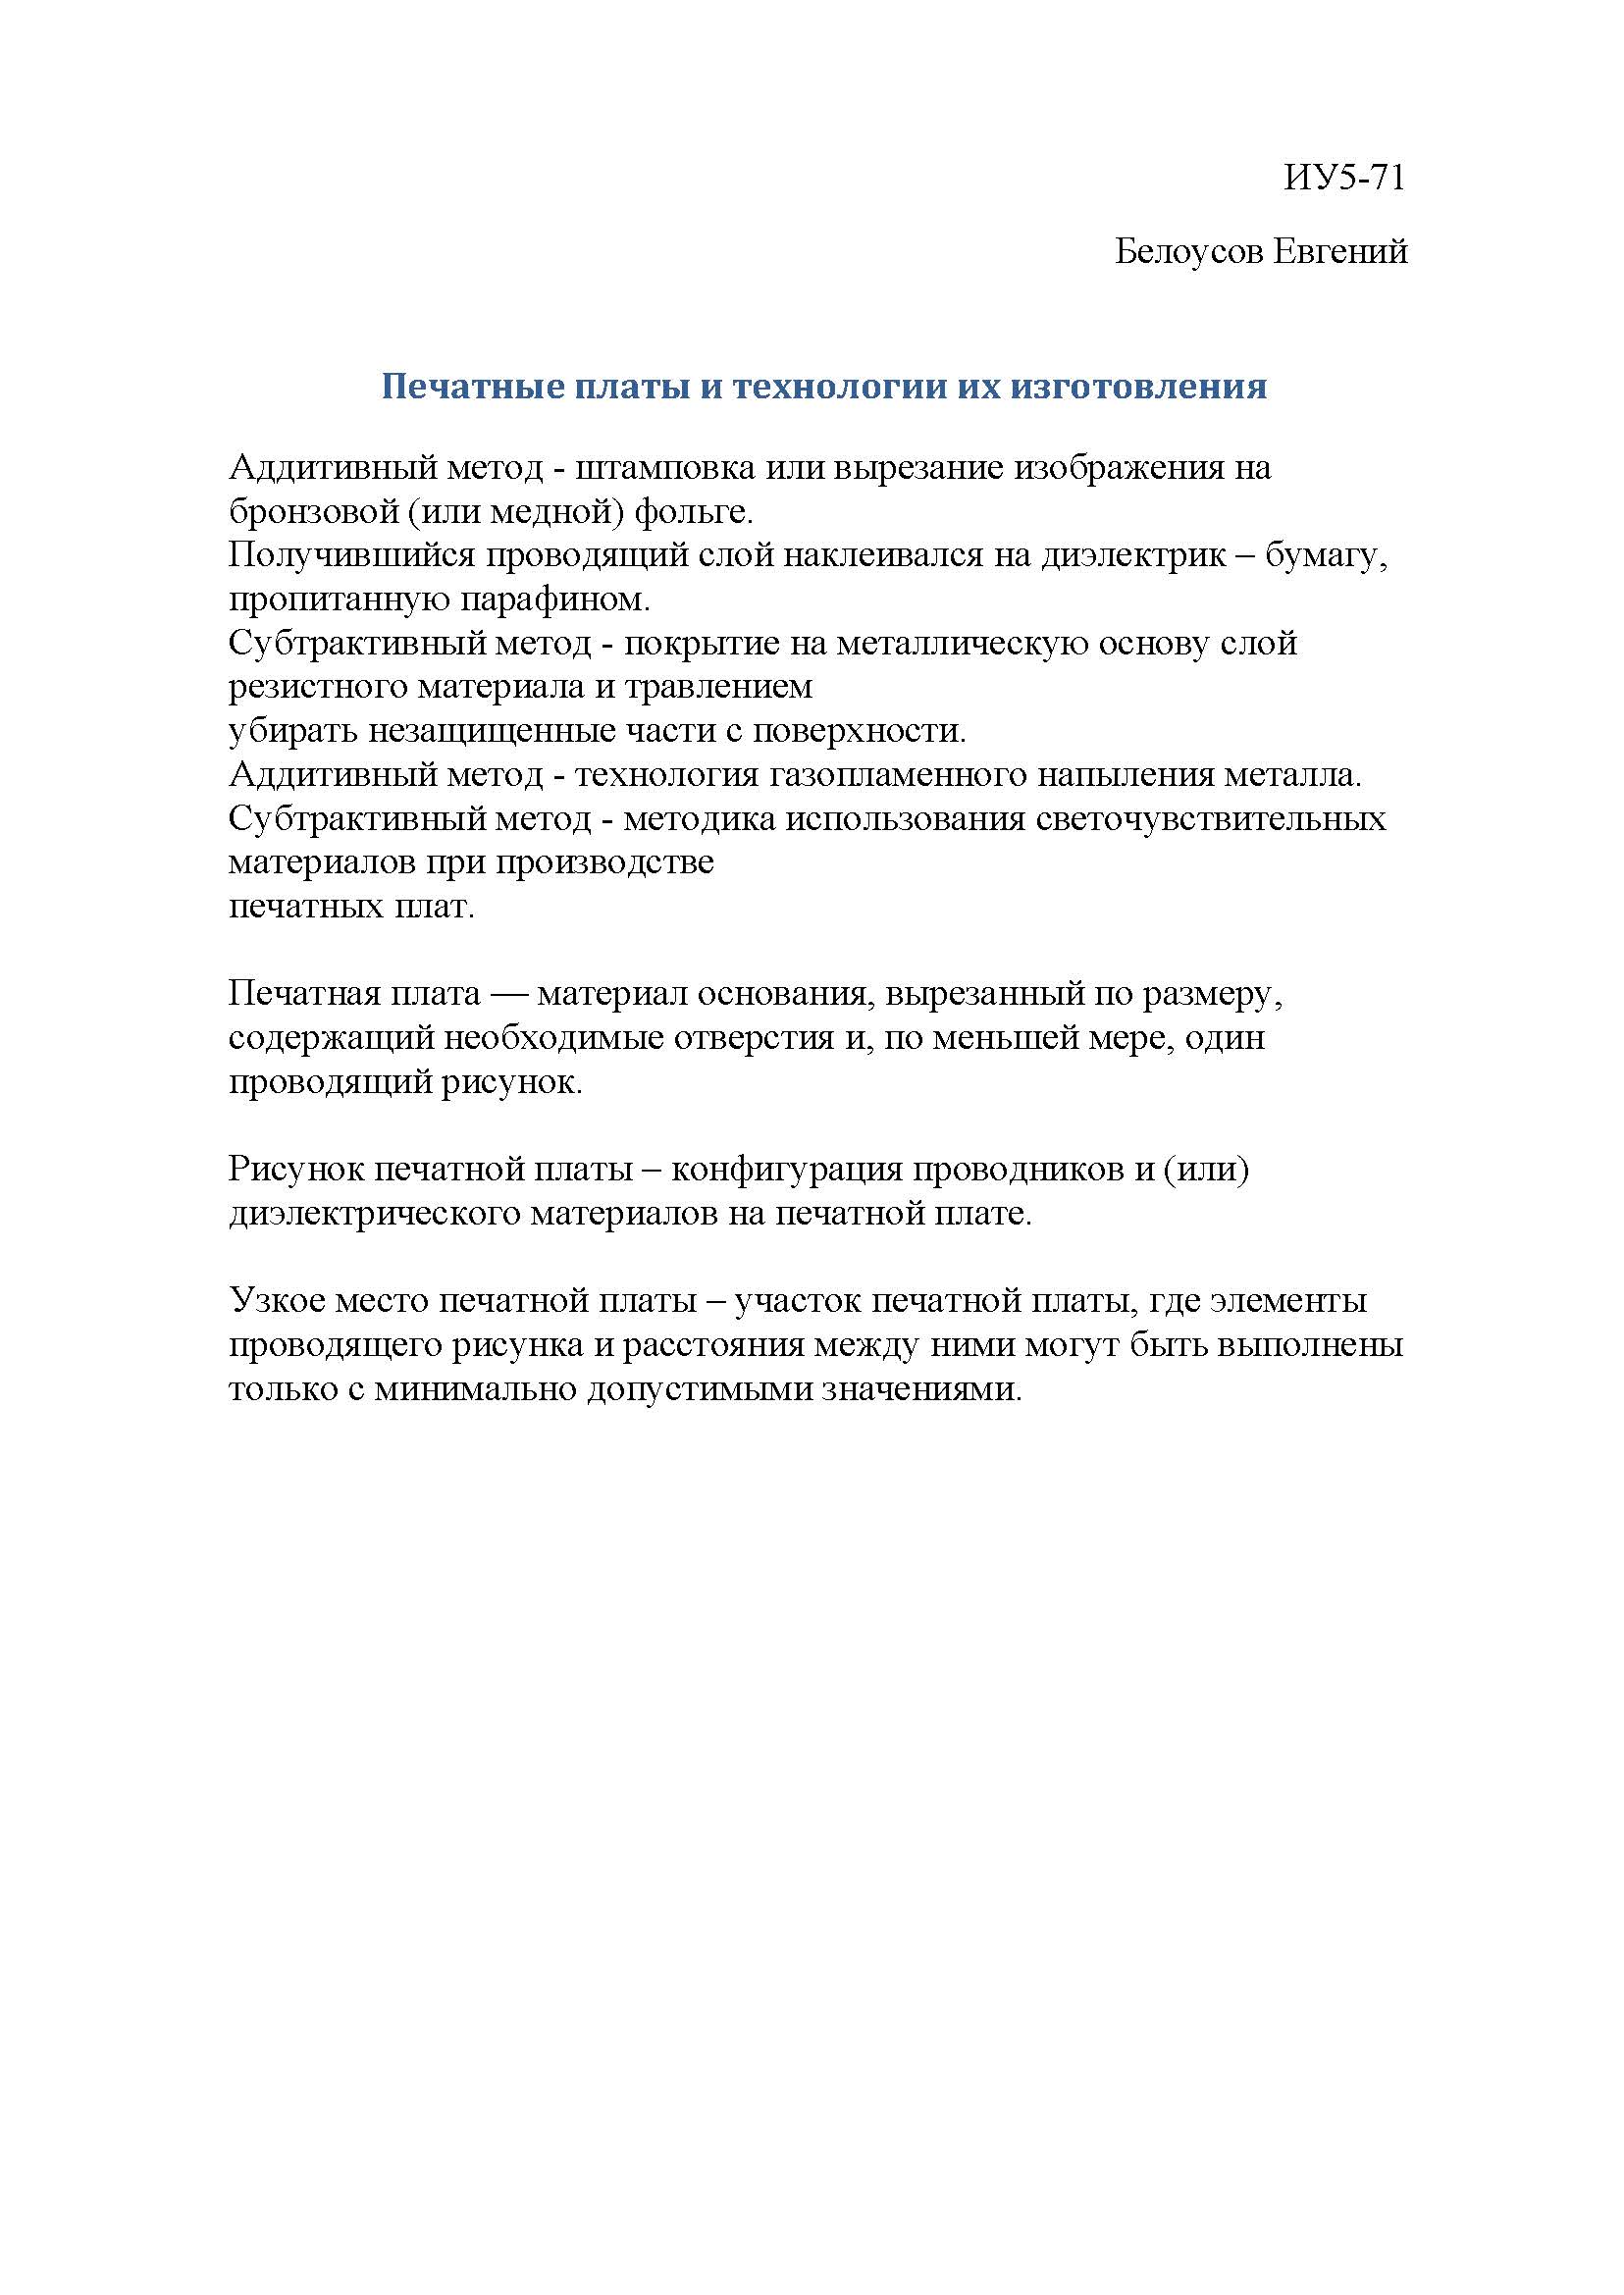 ИУ5-71
Белоусов Евгений
Печатные платы и технологии их изготовления
Аддитивный метод - штамповка или вырезание изображения на
бронзовой (или медной) фольге.
Получившийся проводящий слой наклеивался на диэлектрик – бумагу,
пропитанную парафином.
Субтрактивный метод - покрытие на металлическую основу слой
резистного материала и травлением
убирать незащищенные части с поверхности.
Аддитивный метод - технология газопламенного напыления металла.
Субтрактивный метод - методика использования светочувствительных
материалов при производстве
печатных плат.
Печатная плата — материал основания, вырезанный по размеру,
содержащий необходимые отверстия и, по меньшей мере, один
проводящий рисунок.
Рисунок печатной платы – конфигурация проводников и (или)
диэлектрического материалов на печатной плате.
Узкое место печатной платы – участок печатной платы, где элементы
проводящего рисунка и расстояния между ними могут быть выполнены
только с минимально допустимыми значениями.